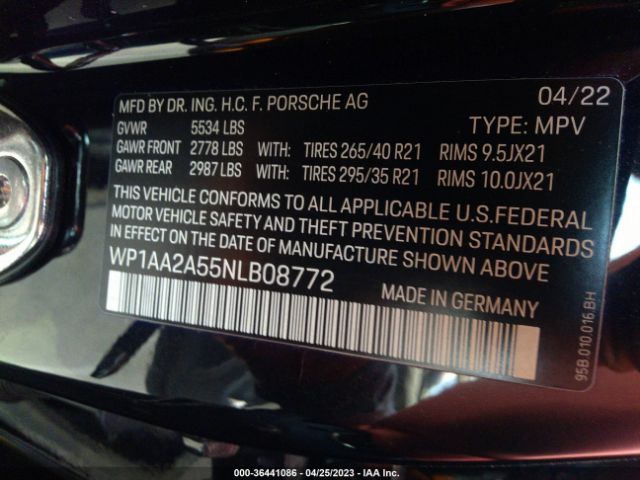 MFD BY DR. ING. H.C. F. PORSCHE AG 04/22
GVWR 5534 LBS TYPE: MPV
GAWR FRONT 2778 LBS WITH: TIRES 265/40 R21 RIMS 9.5JX21
GAWR REAR 2987 LBS WITH: TIRES 295/35 R21 RIMS 10.0JX21
THIS VEHICLE CONFORMS TO ALL APPLICABLE U.S.FEDERAL
MOTOR VEHICLE SAFETY AND THEFT PREVENTION STANDARDS
IN EFFECT ON THE DATE OF MANUFACTURE SHOWN ABOVE.
WP1AA2A55NLB08772 MADE IN GERMANY
95B.010.016.BH
000-36441086 - 04/25/2023 - IAA Inc.